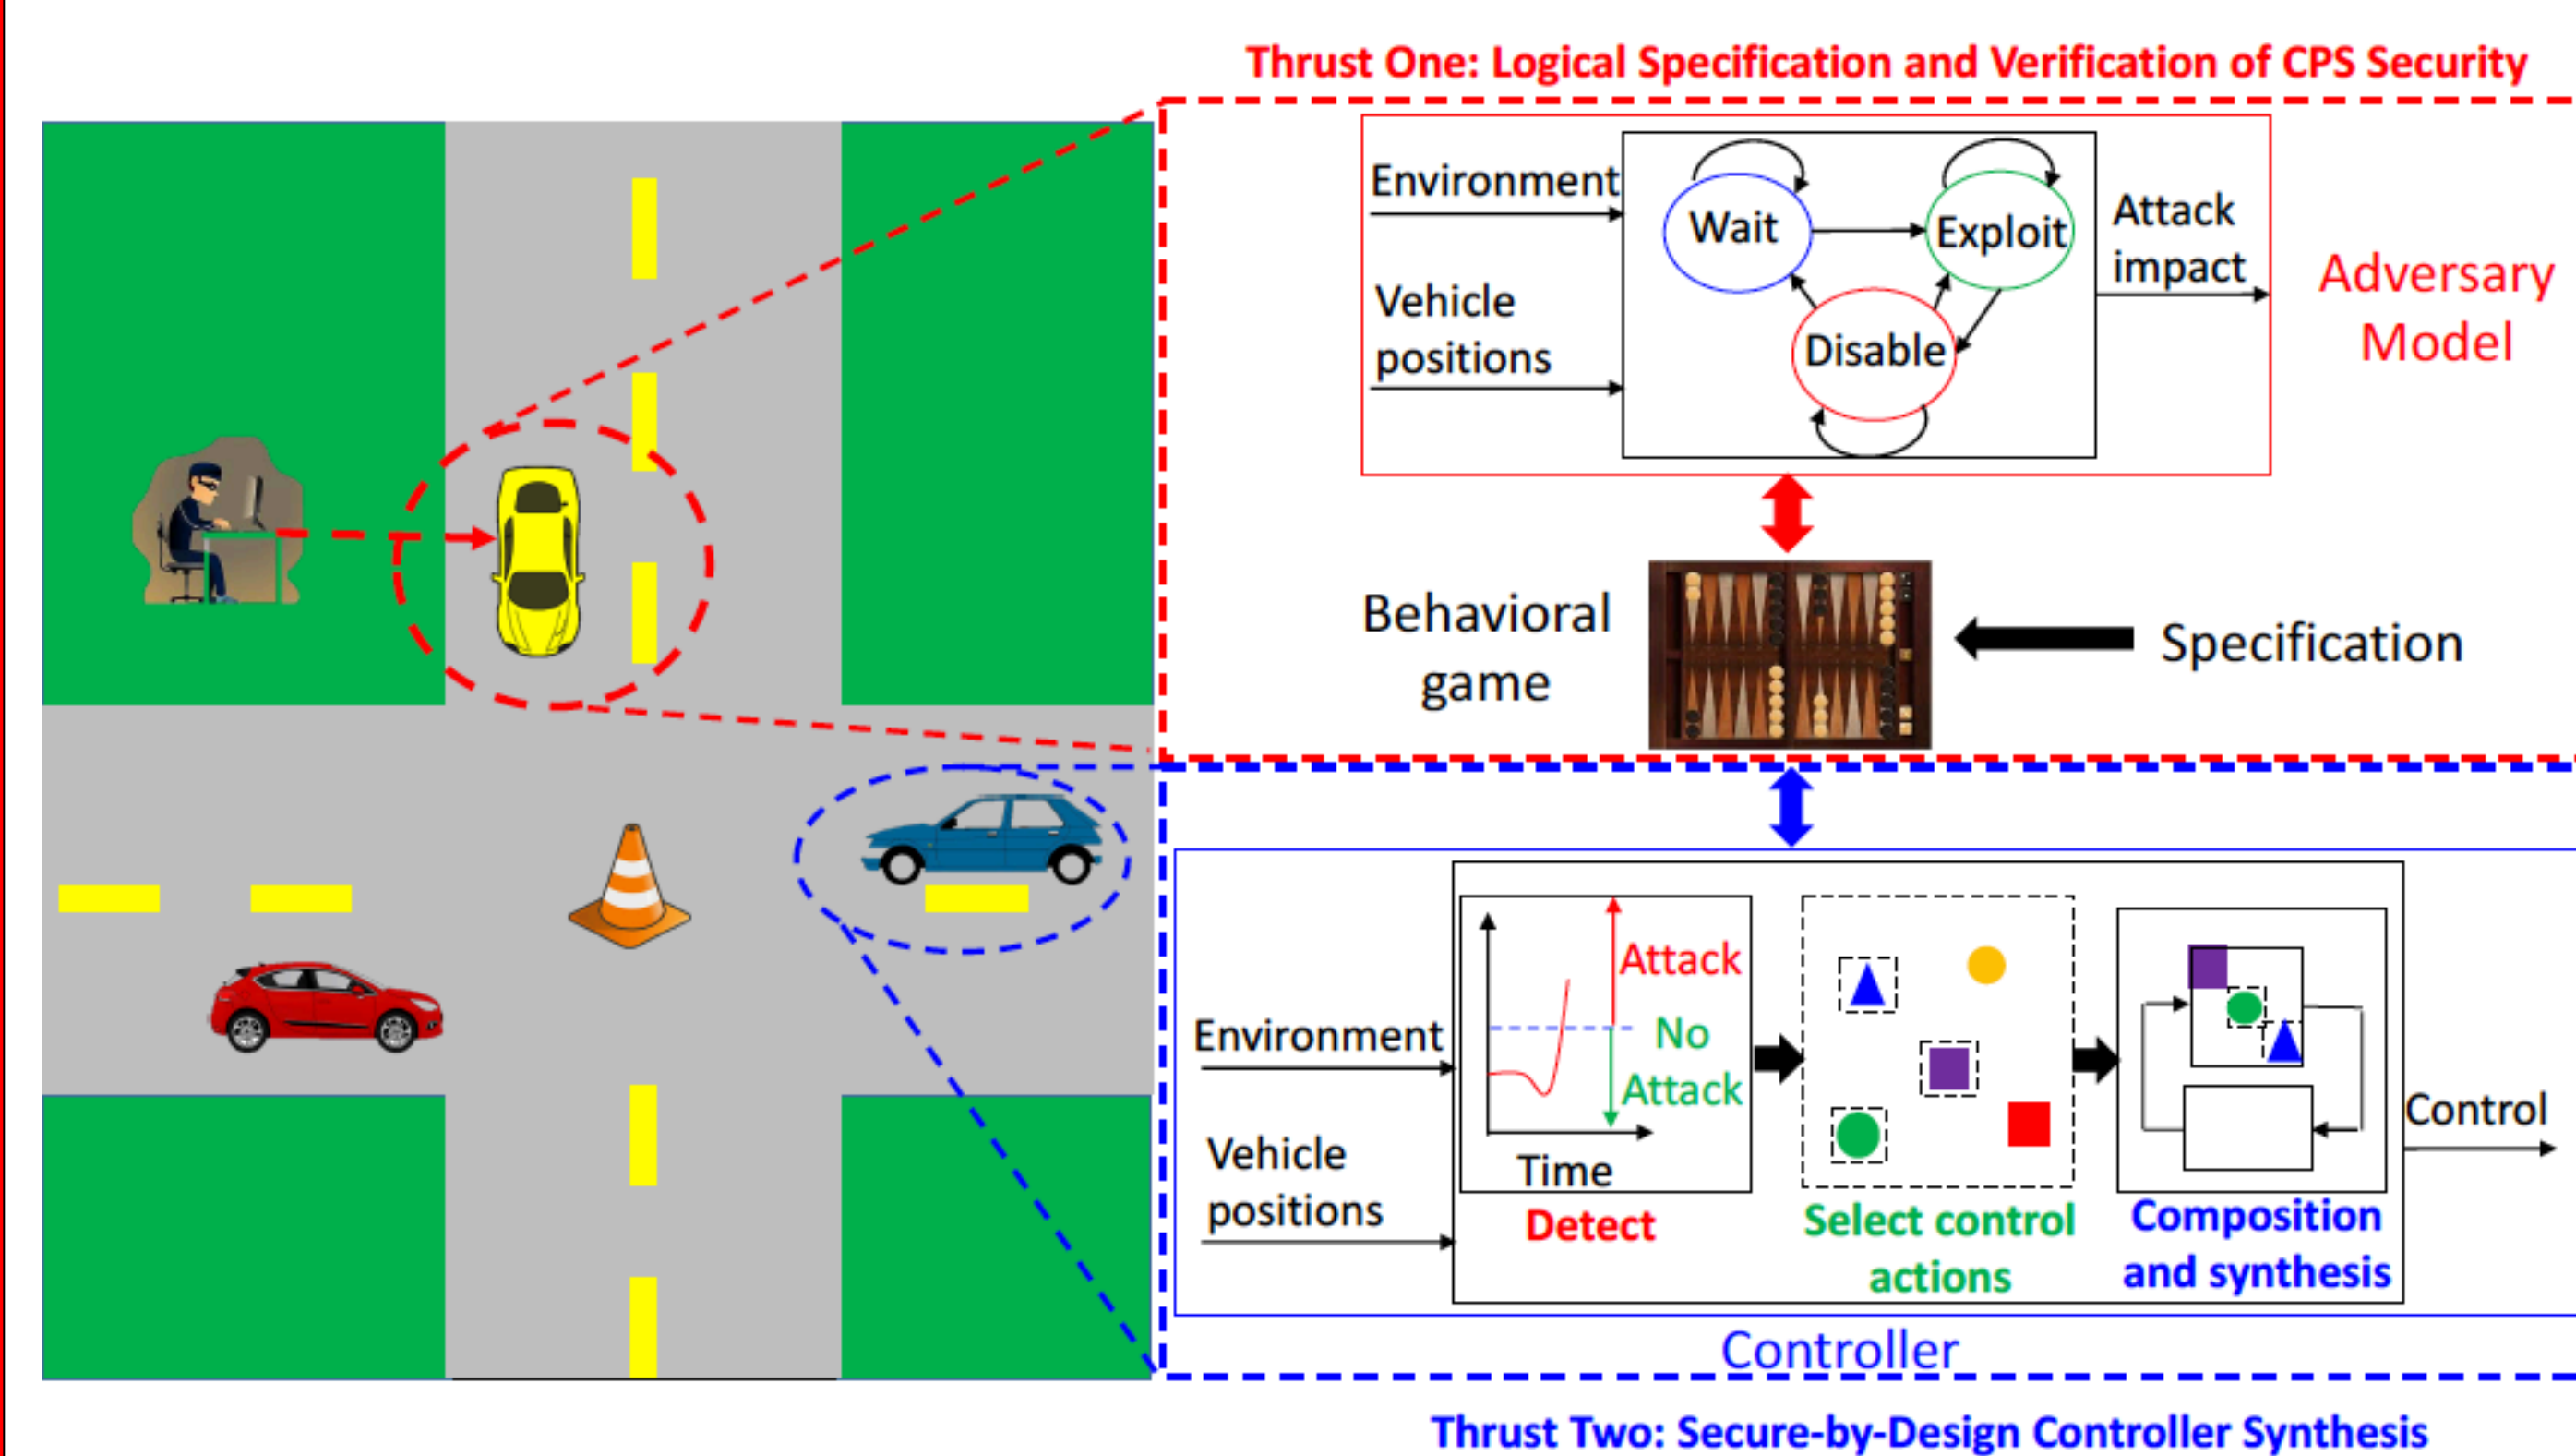 Thrust One: Logical Specification and Verification of CPS Security
Environment
Vehicle
positions
Wait
Exploit
Disable
Attack
impact
Adversary
Model
Behavioral
game
Specification
Environment
Vehicle
positions
Attack
No
Attack
Time
Detect
Select control
actions
Composition
and synthesis
Control
Controller
Thrust Two: Secure-by-Design Controller Synthesis